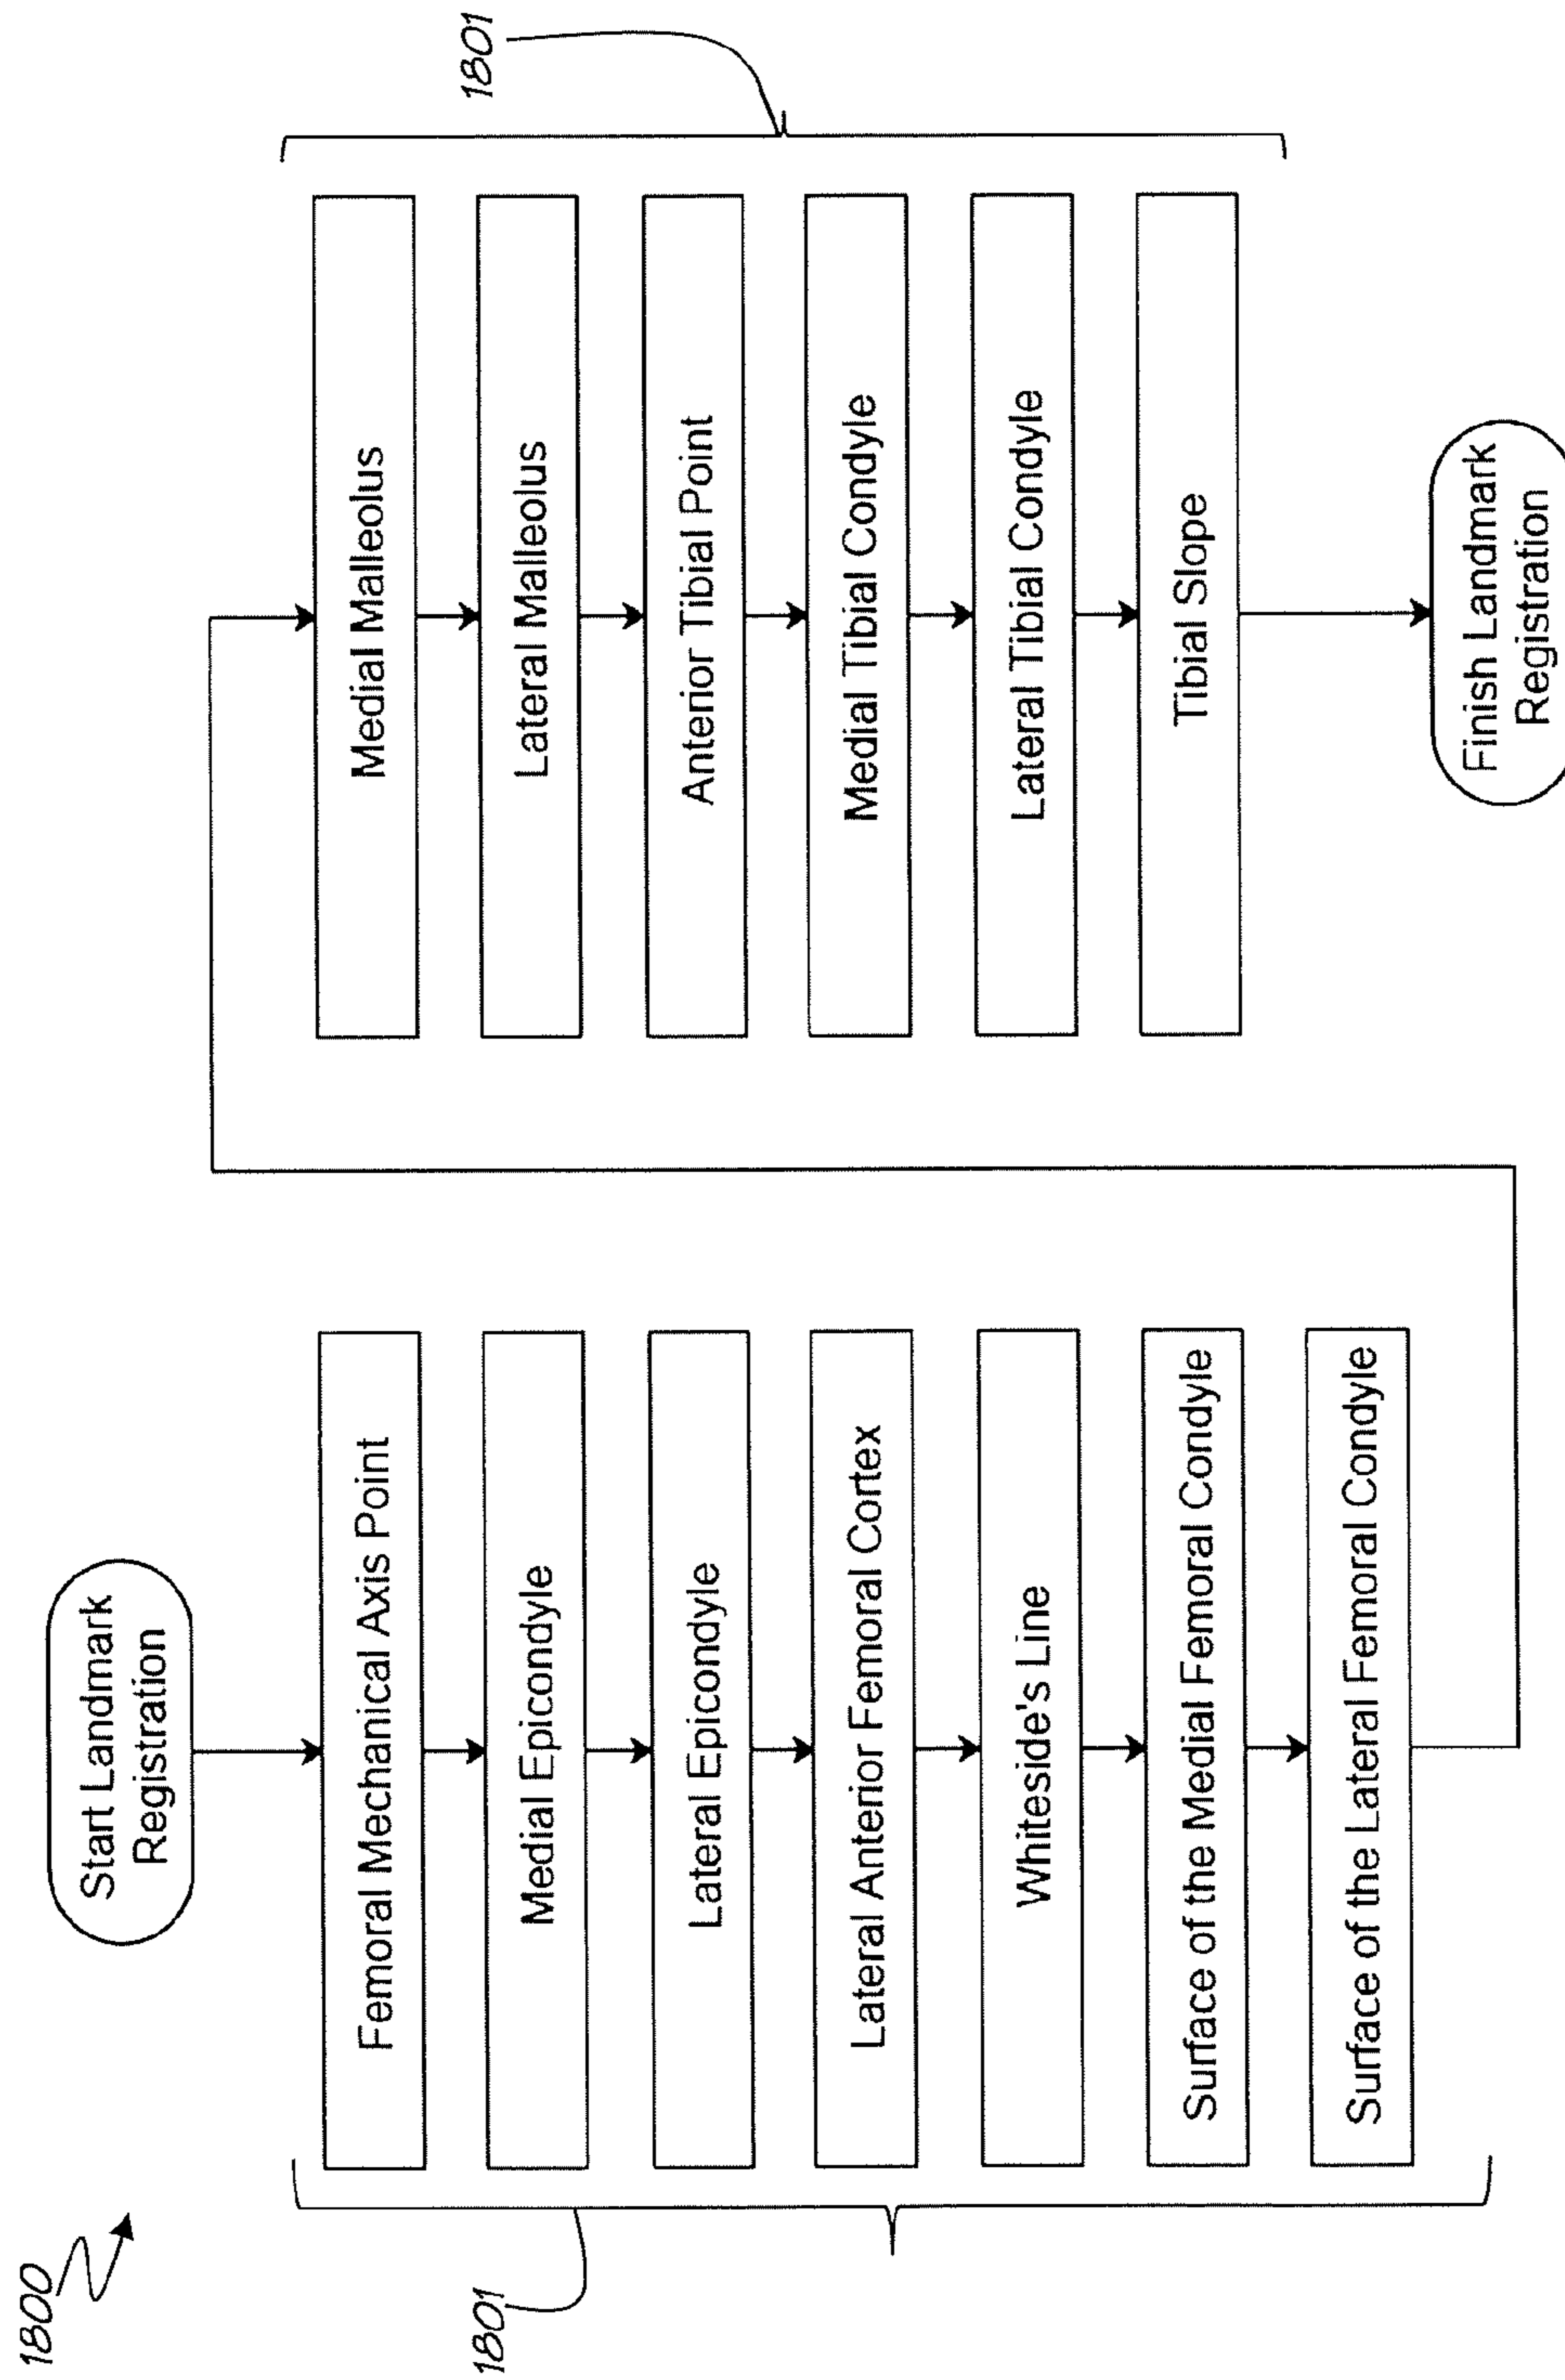 1800
Start Landmark
Registration
1801
Femoral Mechanical Axis Point
Medial Epicondyle
Lateral Epicondyle
Lateral Anterior Femoral Cortex
Whiteside's Line
Surface of the Medial Femoral Condyle
Surface of the Lateral Femoral Condyle
1801
Medial Malleolus
Lateral Malleolus
Anterior Tibial Point
Medial Tibial Condyle
Lateral Tibial Condyle
Tibial Slope
Finish Landmark
Registration